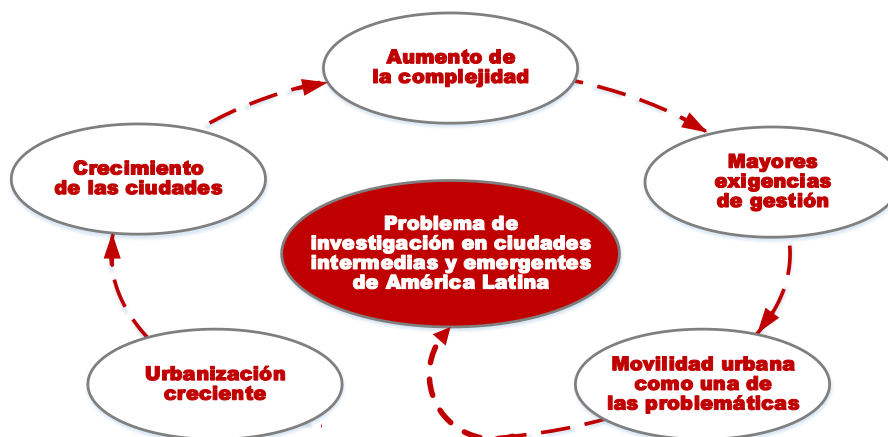 Aumento de
la complejidad
Crecimiento
de las ciudades
Mayores
exigencias
de gestión
Problema de
investigación en ciudades
intermedias y emergentes
de América Latina
Urbanización
creciente
Movilidad urbana
como una de
las problemáticas